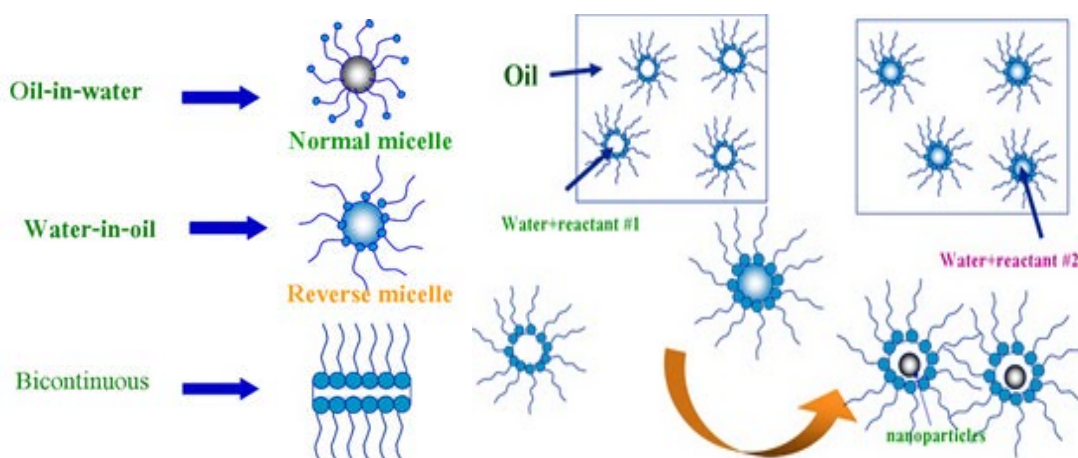 Oil-in-water
Normal micelle
Water-in-oil
Reverse micelle
Bicontinuous
Oil
Water+reactant #1
Water+reactant #2
nanoparticles